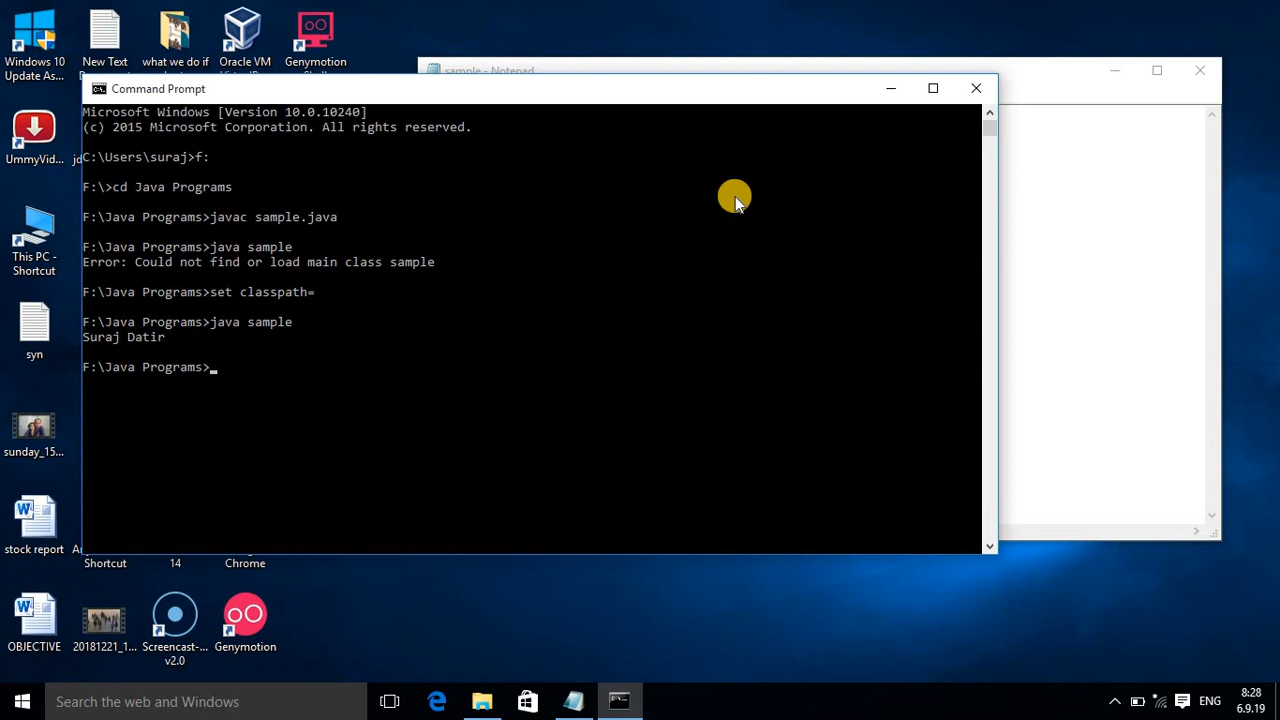 Windows 10
Update As...
New Text
what we do if
Oracle VM
Genymotion
sample - Notepad
Command Prompt
Microsoft Windows [Version 10.0.10240]
(c) 2015 Microsoft Corporation. All rights reserved.
C:\Users\suraj>f:
F:\>cd Java Programs
F:\Java Programs>javac sample.java
F:\Java Programs>java sample
Error: Could not find or load main class sample
F:\Java Programs>set classpath=
F:\Java Programs>java sample
Suraj Datir
F:\Java Programs>
UmmyVid...
jd
This PC -
Shortcut
syn
sunday_15...
stock report
Shortcut
14
Chrome
OBJECTIVE
20181221_1...
Screencast-...
v2.0
Genymotion
Search the web and Windows
ENG
8:28
6.9.19